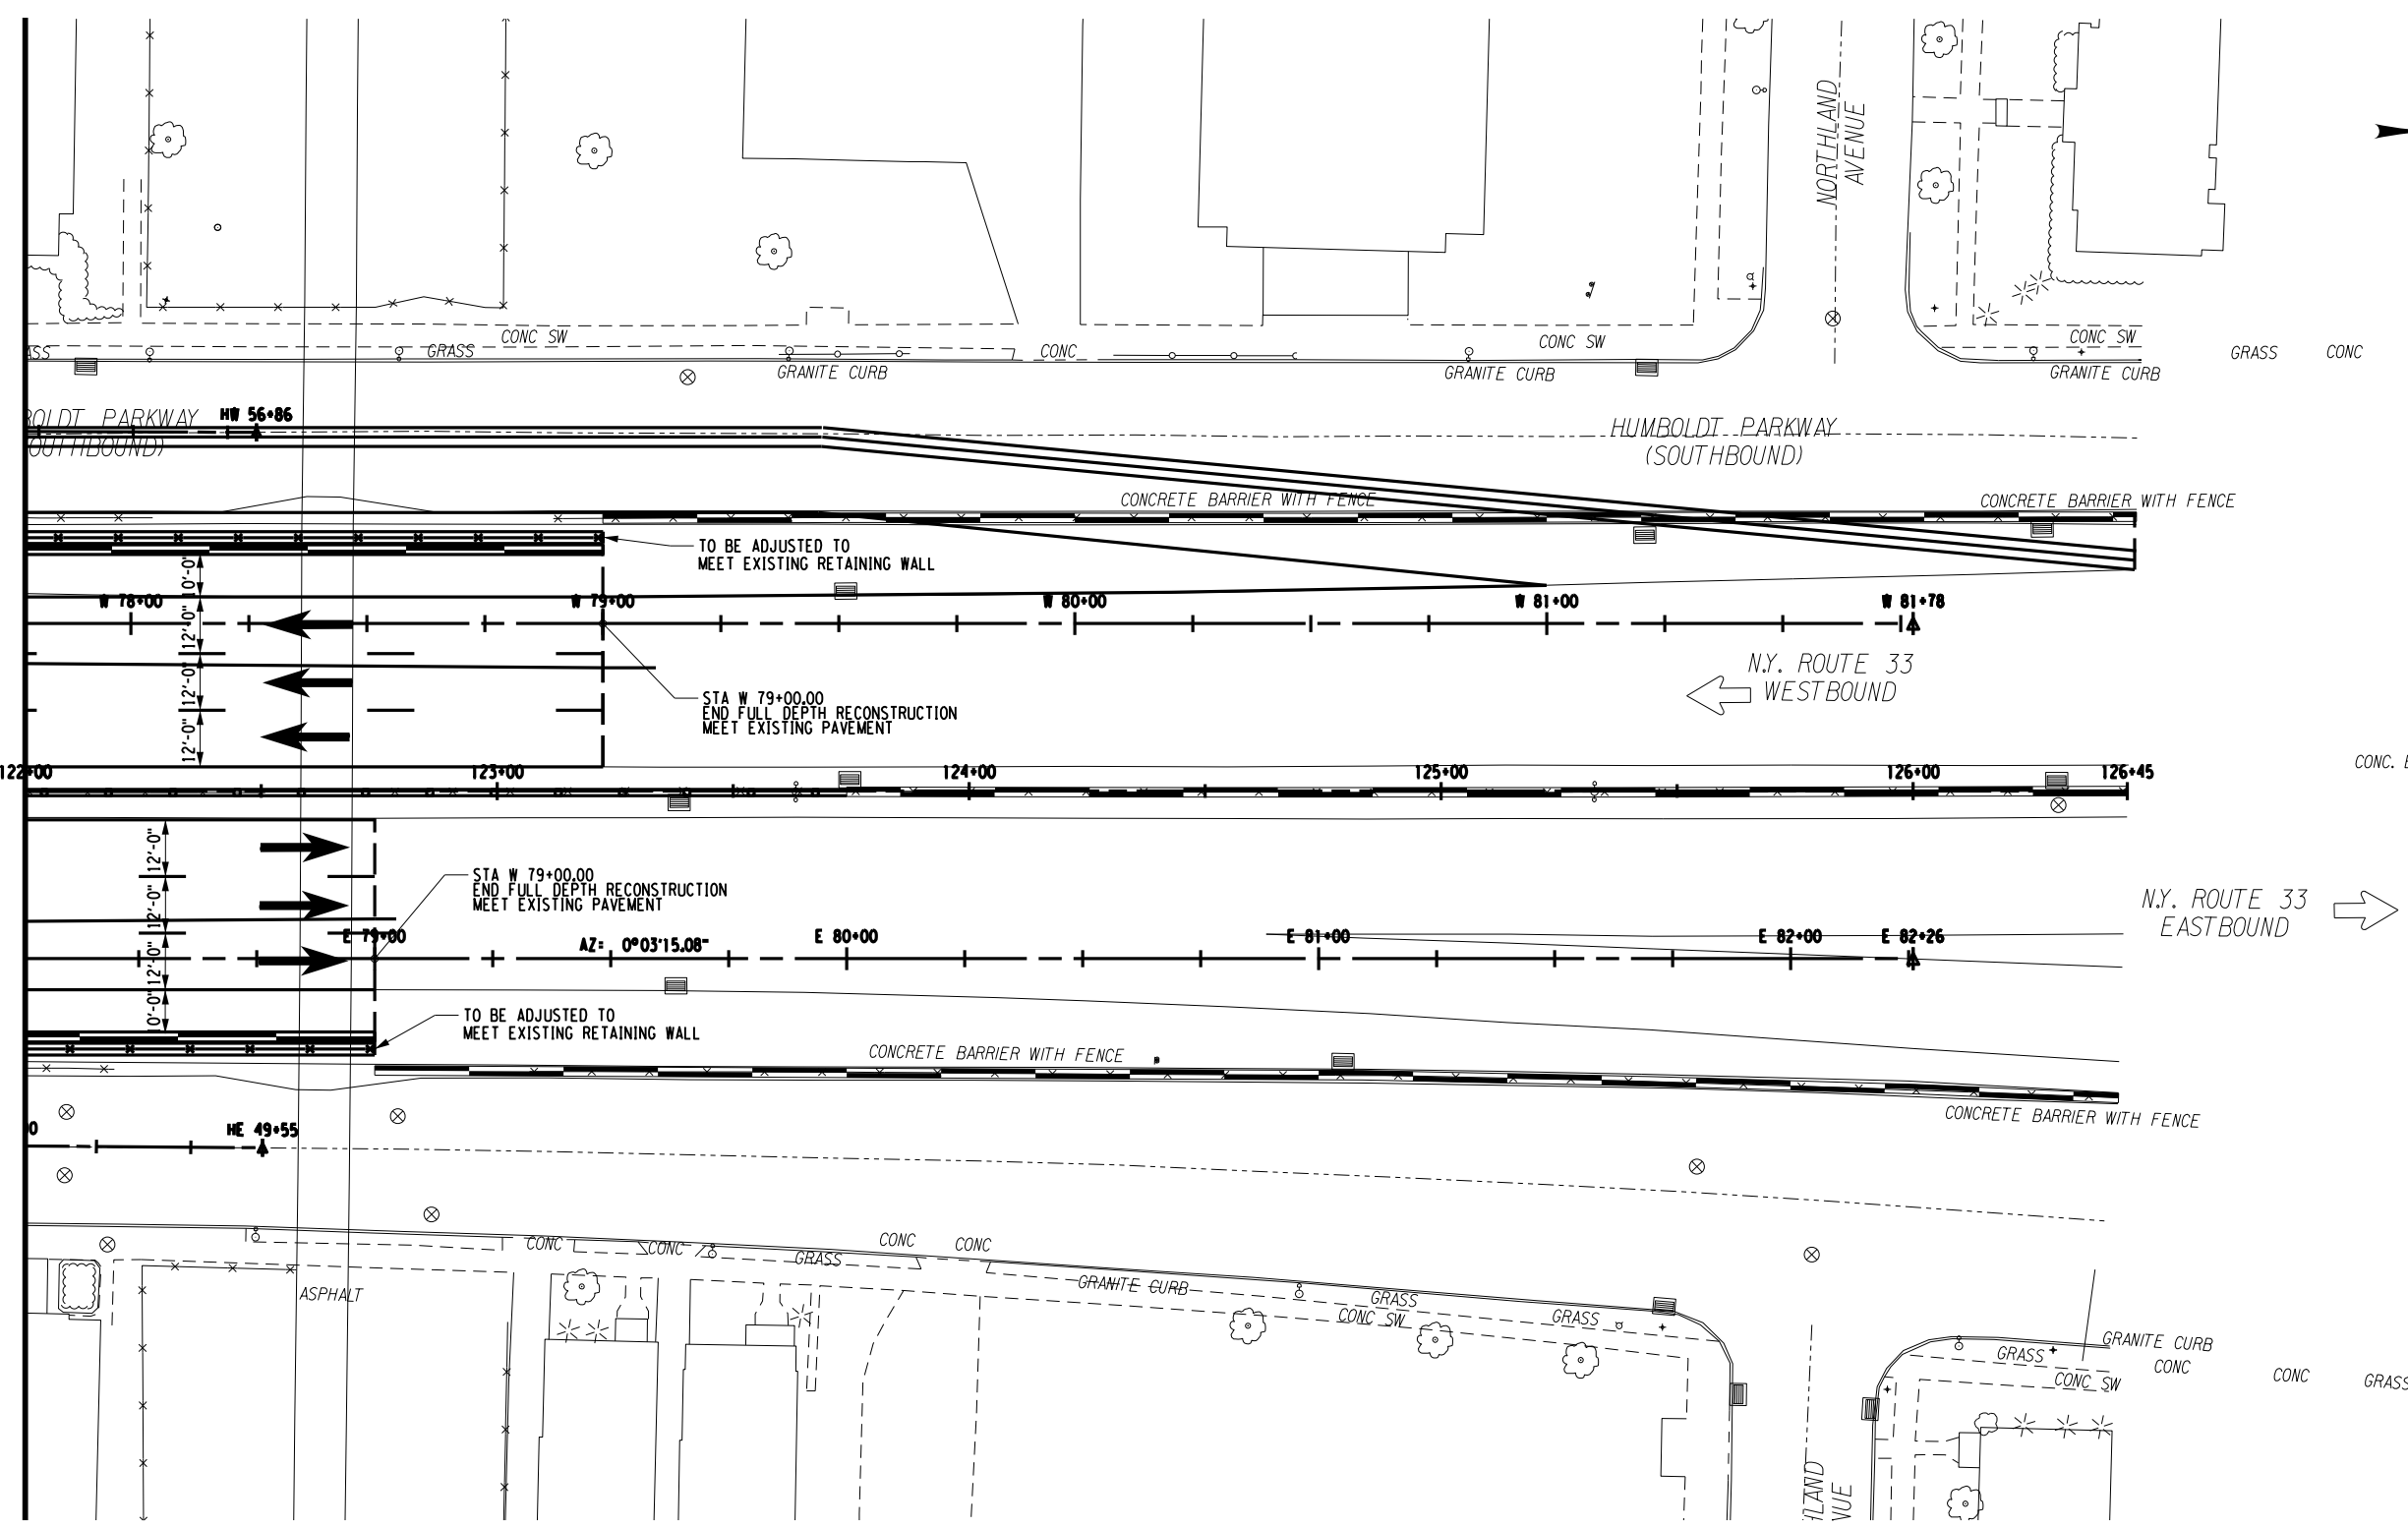 NORTHLAND
AVENUE
CONC SW
GRASS
CONC
CONC SW
CONC SW
GRASS
CONC
GRANITE CURB
GRANITE CURB
GRANITE CURB
HW 56+86
PARKWAY
HUMBOLDT PARKWAY
(SOUTHBOUND)
CONCRETE BARRIER WITH FENCE
CONCRETE BARRIER WITH FENCE
TO BE ADJUSTED TO
MEET EXISTING RETAINING WALL
10'-0"
12'-0"
12'-0"
12'-0"
W 78+00
W 79+00
W 80+00
W 81+00
W 81+78
N.Y. ROUTE 33
WESTBOUND
STA W 79+00.00
END FULL DEPTH RECONSTRUCTION
MEET EXISTING PAVEMENT
122+00
123+00
124+00
125+00
126+00
126+45
CONC.
12'-0"
12'-0"
12'-0"
10'-0"
STA W 79+00.00
END FULL DEPTH RECONSTRUCTION
MEET EXISTING PAVEMENT
N.Y. ROUTE 33
EASTBOUND
E 79+00
AZ: 0°03'15.08"
E 80+00
E 81+00
E 82+00
E 82+26
TO BE ADJUSTED TO
MEET EXISTING RETAINING WALL
CONCRETE BARRIER WITH FENCE
CONCRETE BARRIER WITH FENCE
HE 49+55
CONC
CONC
GRASS
CONC
CONC
ASPHALT
GRANITE CURB
GRASS
CONC SW
GRASS
GRANITE CURB
GRASS
CONC
CONC SW
CONC
GRASS